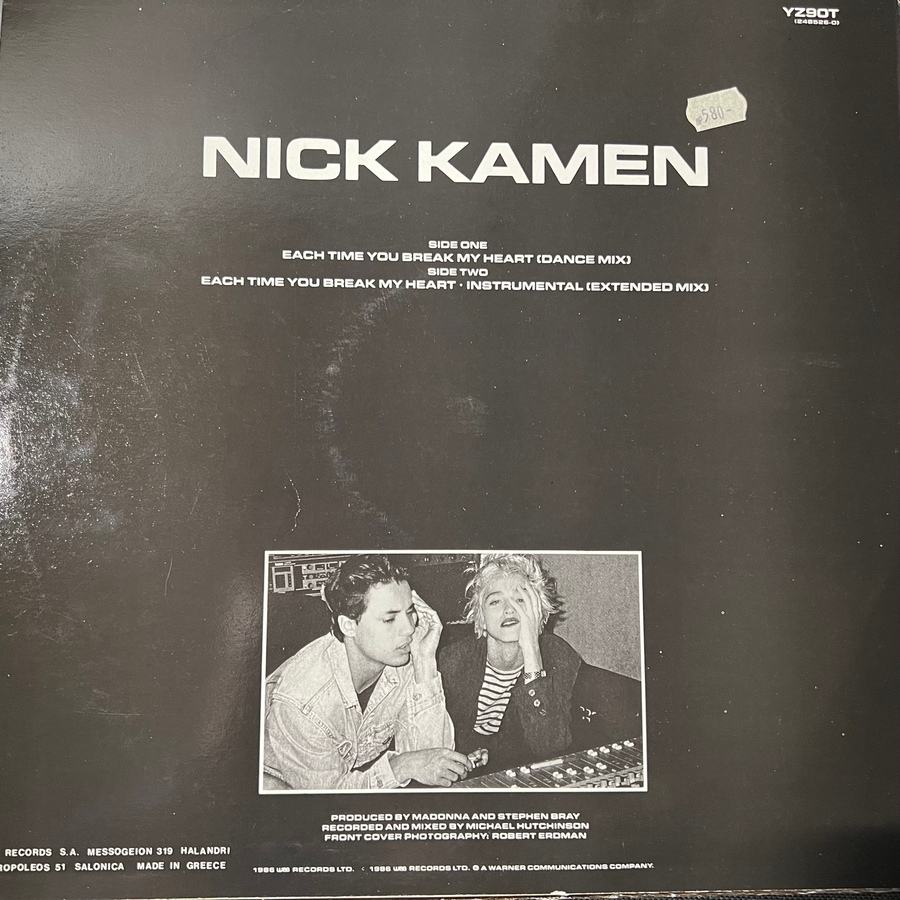 YZ90T
(248526-0)
580-
NICK KAMEN
SIDE ONE
EACH TIME YOU BREAK MY HEART (DANCE MIX)
SIDE TWO
EACH TIME YOU BREAK MY HEART · INSTRUMENTAL (EXTENDED MIX)
PRODUCED BY MADONNA AND STEPHEN BRAY
RECORDED AND MIXED BY MICHAEL HUTCHINSON
FRONT COVER PHOTOGRAPHY: ROBERT ERDMAN
RECORDS S.A. MESSOGEION 319 HALANDRI
ROPOLEOS 51 SALONICA MADE IN GREECE
1986 wea RECORDS LTD. 1986 wea RECORDS LTD. A WARNER COMMUNICATIONS COMPANY.